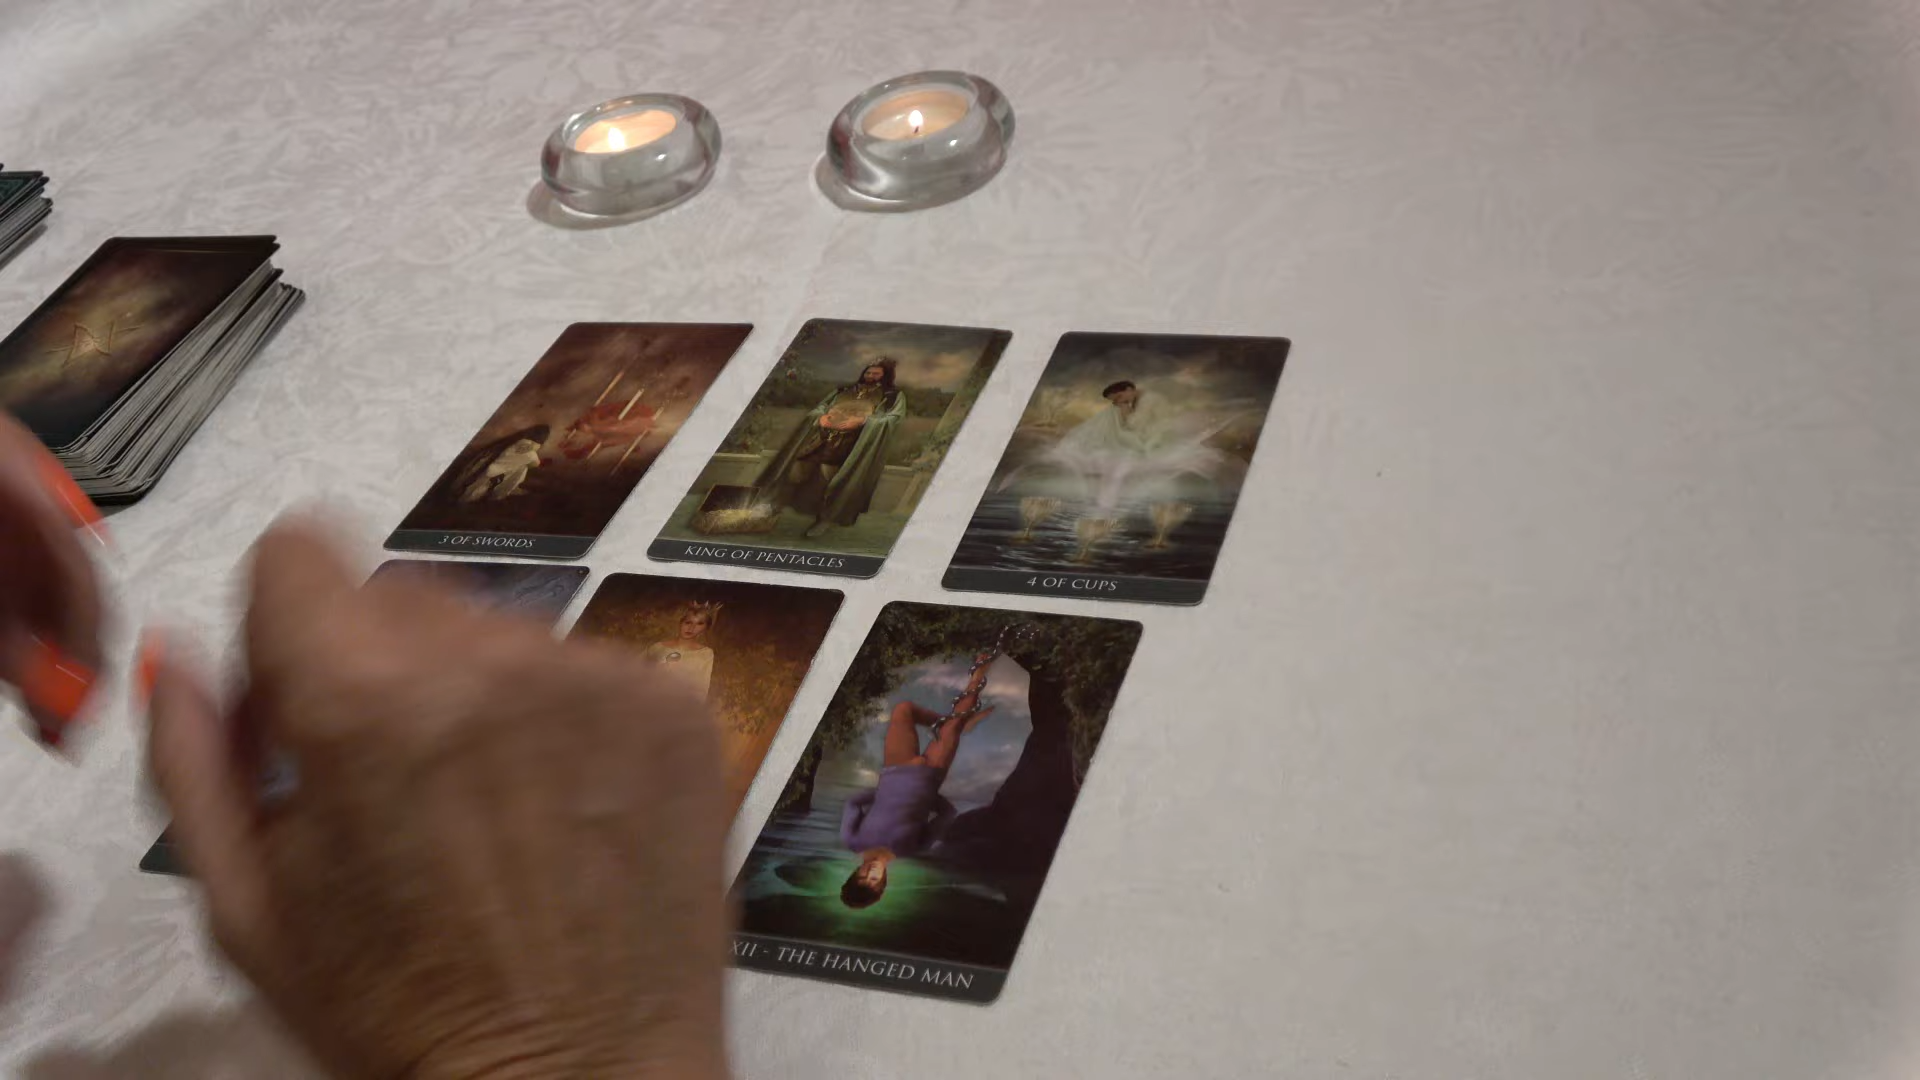 3 OF SWORDS
KING OF PENTACLES
4 OF CUPS
XII - THE HANGED MAN